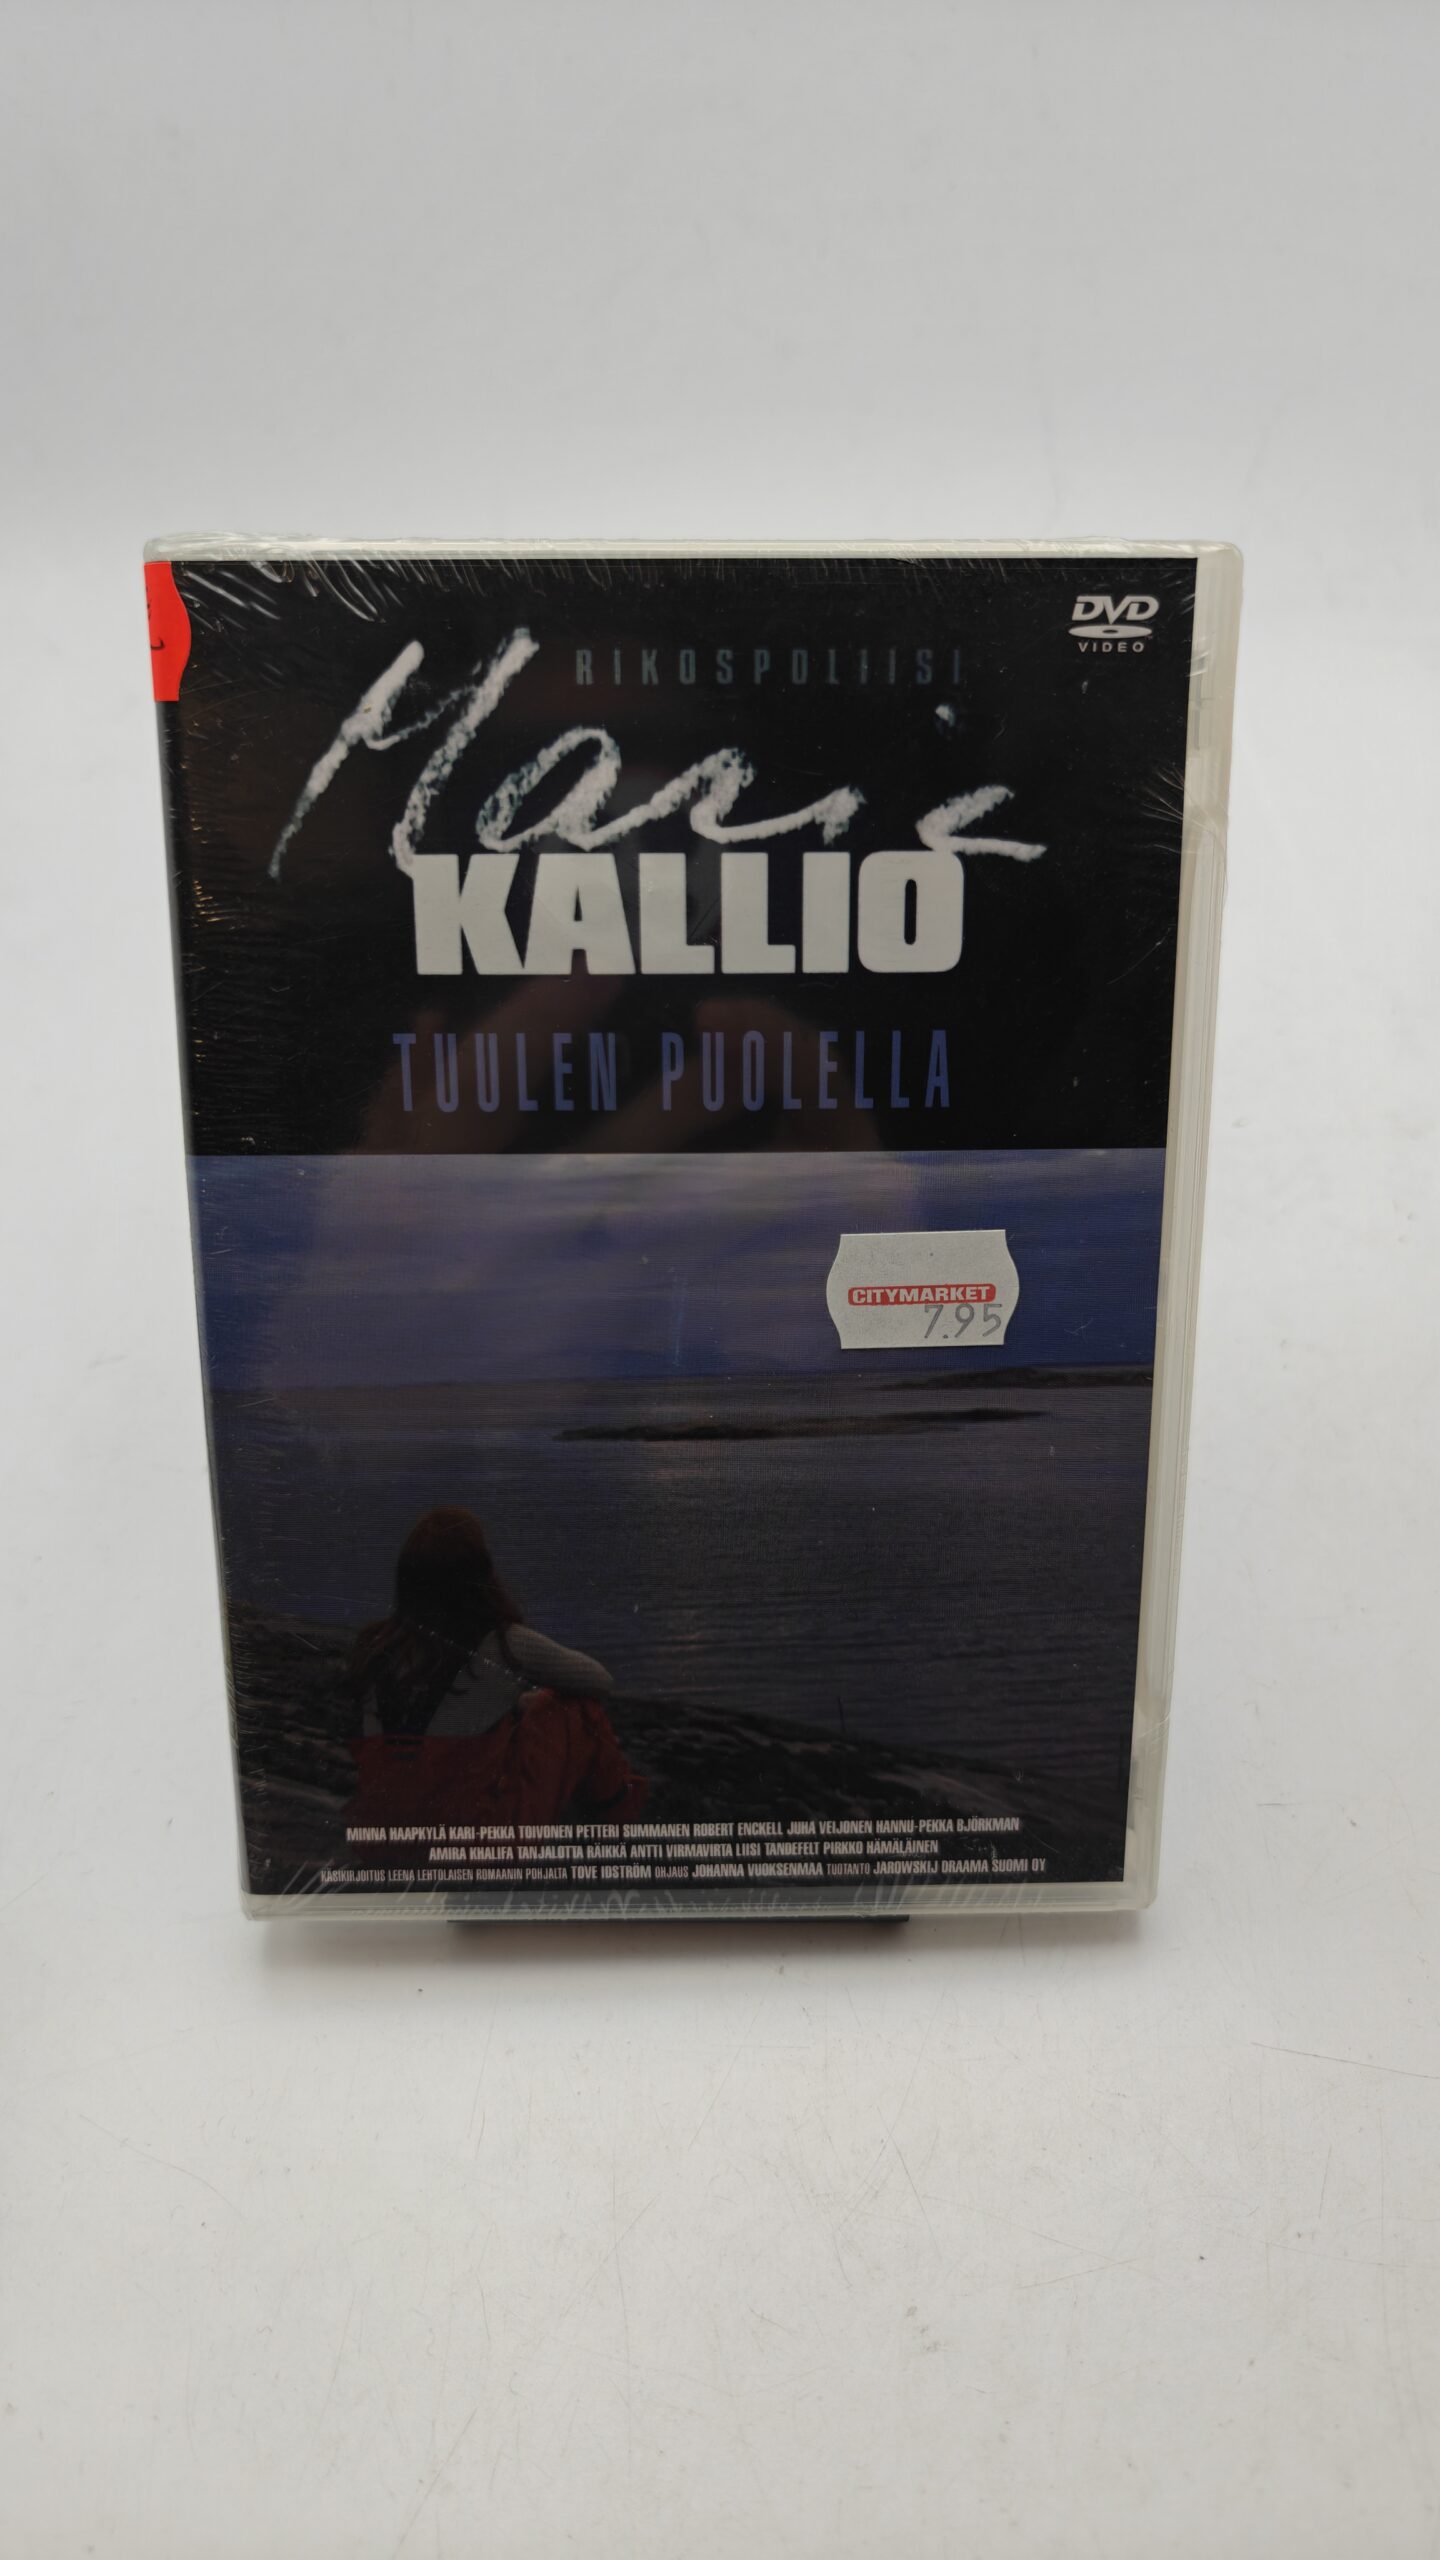 DVD
VIDEO
RIKOSPOLIISI
Maria
KALLIO
TUULEN PUOLELLA
CITYMARKET
7.95
MINNA HAAPKYLÄ KARI-PEKKA TOIVONEN PETTERI SUMMANEN ROBERT ENCKELL JUHA VEIJONEN HANNU-PEKKA BJÖRKMAN
AMIRA KHALIFA TANJALOTTA RÄIKKÄ ANTTI VIRMAVIRTA LIISI TANDEFELT PIRKKO HÄMÄLÄINEN
KÄSIKIRJOITUS LEENA LEHTOLAISEN ROMAANIN POHJALTA TOVE IDSTRÖM OHJAUS JOHANNA VUOKSENMAA TUOTANTO JAROWSKIJ DRAAMA SUOMI OY